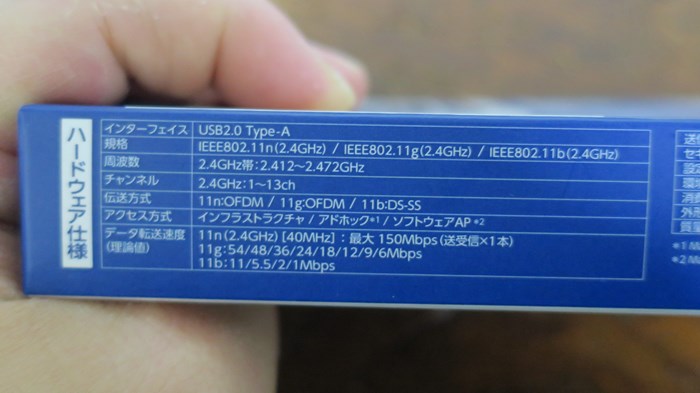 ハードウェア仕様
インターフェイス USB2.0 Type-A
規格 IEEE802.11n(2.4GHz) / IEEE802.11g(2.4GHz) / IEEE802.11b(2.4GHz)
周波数 2.4GHz帯:2.412~2.472GHz
チャンネル 2.4GHz:1~13ch
伝送方式 11n:OFDM / 11g:OFDM / 11b:DS-SS
アクセス方式 インフラストラクチャ / アドホック*1 / ソフトウェアAP *2
データ転送速度 11n(2.4GHz) [40MHz] : 最大 150Mbps(送受信×1本)
(理論値) 11g:54/48/36/24/18/12/9/6Mbps
11b:11/5.5/2/1Mbps